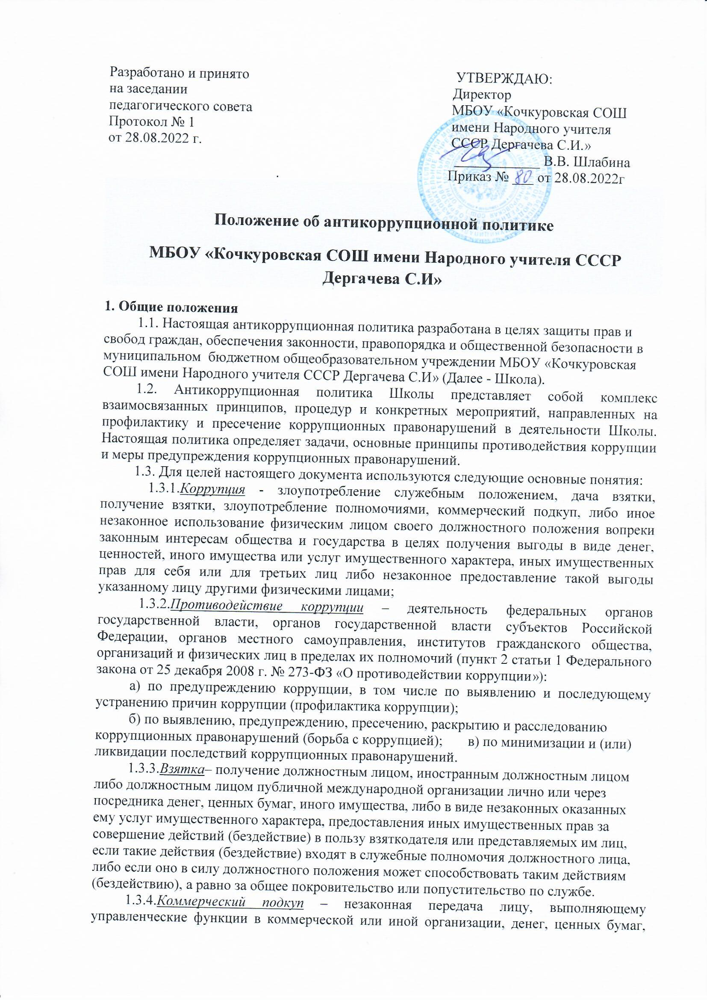 Разработано и принято
на заседании
педагогического совета
Протокол № 1
от 28.08.2022 г.
УТВЕРЖДАЮ:
Директор
МБОУ «Кочкуровская СОШ
имени Народного учителя
СССР Дергачева С.И.»
____________ В.В. Шлабина
Приказ № 80 от 28.08.2022г
Положение об антикоррупционной политике
МБОУ «Кочкуровская СОШ имени Народного учителя СССР
Дергачева С.И»
1. Общие положения
1.1. Настоящая антикоррупционная политика разработана в целях защиты прав и
свобод граждан, обеспечения законности, правопорядка и общественной безопасности в
муниципальном бюджетном общеобразовательном учреждении МБОУ «Кочкуровская
СОШ имени Народного учителя СССР Дергачева С.И» (Далее - Школа).
1.2. Антикоррупционная политика Школы представляет собой комплекс
взаимосвязанных принципов, процедур и конкретных мероприятий, направленных на
профилактику и пресечение коррупционных правонарушений в деятельности Школы.
Настоящая политика определяет задачи, основные принципы противодействия коррупции
и меры предупреждения коррупционных правонарушений.
1.3. Для целей настоящего документа используются следующие основные понятия:
1.3.1.Коррупция - злоупотребление служебным положением, дача взятки,
получение взятки, злоупотребление полномочиями, коммерческий подкуп, либо иное
незаконное использование физическим лицом своего должностного положения вопреки
законным интересам общества и государства в целях получения выгоды в виде денег,
ценностей, иного имущества или услуг имущественного характера, иных имущественных
прав для себя или для третьих лиц либо незаконное предоставление такой выгоды
указанному лицу другими физическими лицами;
1.3.2.Противодействие коррупции – деятельность федеральных органов
государственной власти, органов государственной власти субъектов Российской
Федерации, органов местного самоуправления, институтов гражданского общества,
организаций и физических лиц в пределах их полномочий (пункт 2 статьи 1 Федерального
закона от 25 декабря 2008 г. № 273-ФЗ «О противодействии коррупции»):
а) по предупреждению коррупции, в том числе по выявлению и последующему
устранению причин коррупции (профилактика коррупции);
б) по выявлению, предупреждению, пресечению, раскрытию и расследованию
коррупционных правонарушений (борьба с коррупцией); в) по минимизации и (или)
ликвидации последствий коррупционных правонарушений.
1.3.3.Взятка– получение должностным лицом, иностранным должностным лицом
либо должностным лицом публичной международной организации лично или через
посредника денег, ценных бумаг, иного имущества, либо в виде незаконных оказанных
ему услуг имущественного характера, предоставления иных имущественных прав за
совершение действий (бездействие) в пользу взяткодателя или представляемых им лиц,
если такие действия (бездействие) входят в служебные полномочия должностного лица,
либо если оно в силу должностного положения может способствовать таким действиям
(бездействию), а равно за общее покровительство или попустительство по службе.
1.3.4.Коммерческий подкуп – незаконная передача лицу, выполняющему
управленческие функции в коммерческой или иной организации, денег, ценных бумаг,